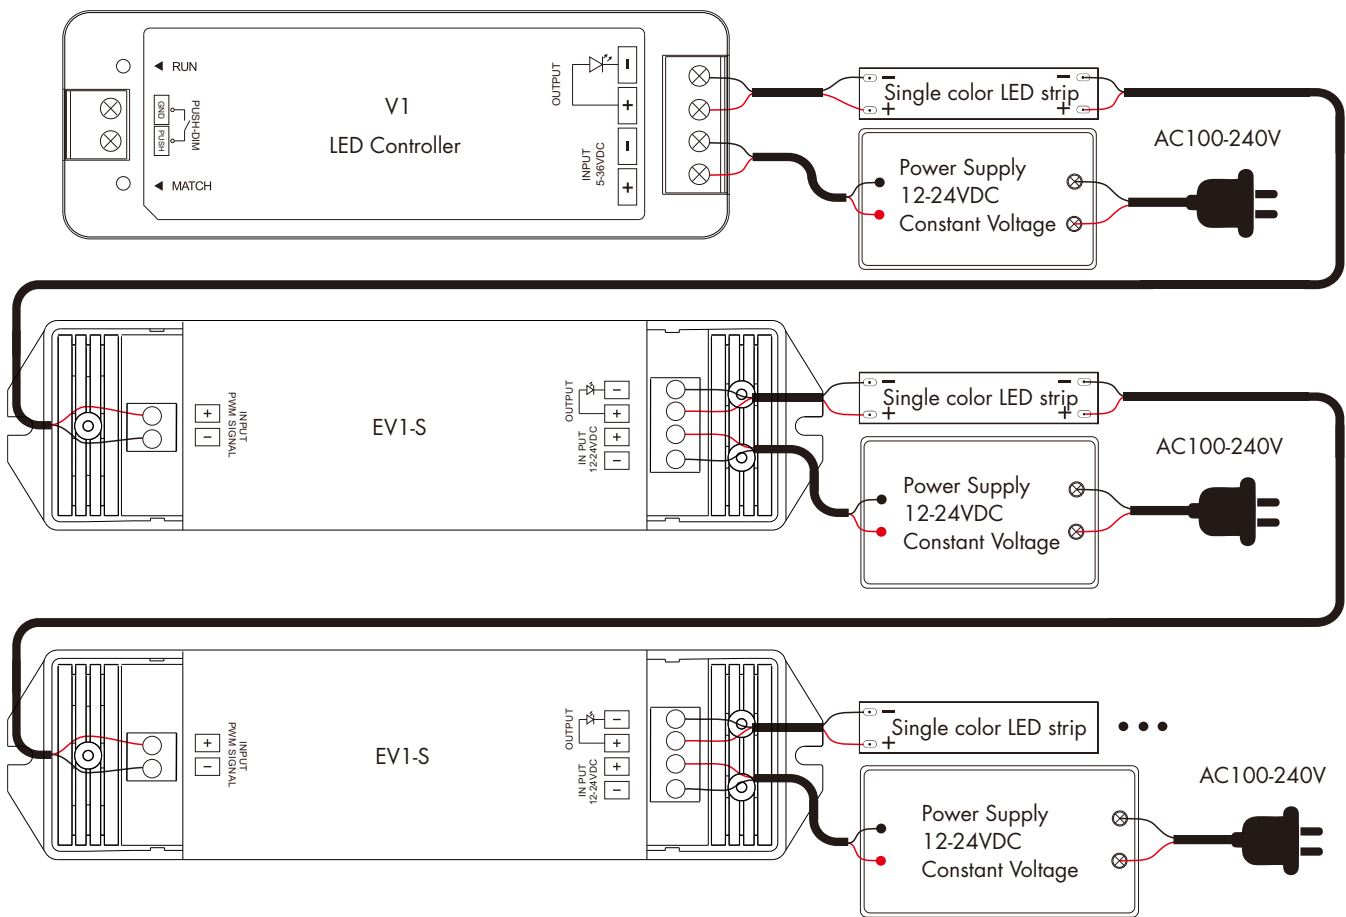 RUN
GND
PUSH
PUSH-DIM
MATCH
V1
LED Controller
OUTPUT
−
+
INPUT
5-36VDC
−
+
− −
Single color LED strip
+ +
Power Supply
12-24VDC
Constant Voltage
AC100-240V
+
−
INPUT
PWM SIGNAL
EV1-S
OUTPUT
−
+
IN PUT
12-24VDC
+
−
− −
Single color LED strip
+ +
Power Supply
12-24VDC
Constant Voltage
AC100-240V
+
−
INPUT
PWM SIGNAL
EV1-S
OUTPUT
−
+
IN PUT
12-24VDC
+
−
−
Single color LED strip
+
•••
Power Supply
12-24VDC
Constant Voltage
AC100-240V